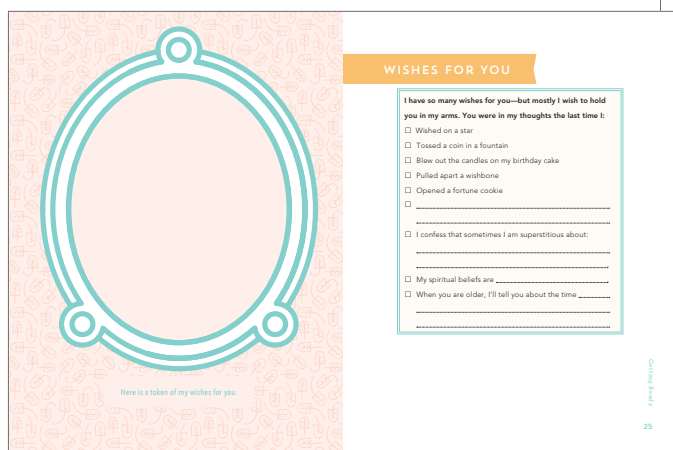 Here is a token of my wishes for you.
WISHES FOR YOU
I have so many wishes for you—but mostly I wish to hold
you in my arms. You were in my thoughts the last time I:
☐ Wished on a star
☐ Tossed a coin in a fountain
☐ Blew out the candles on my birthday cake
☐ Pulled apart a wishbone
☐ Opened a fortune cookie
☐
☐ I confess that sometimes I am superstitious about:
☐ My spiritual beliefs are
☐ When you are older, I'll tell you about the time
Getting Ready
25